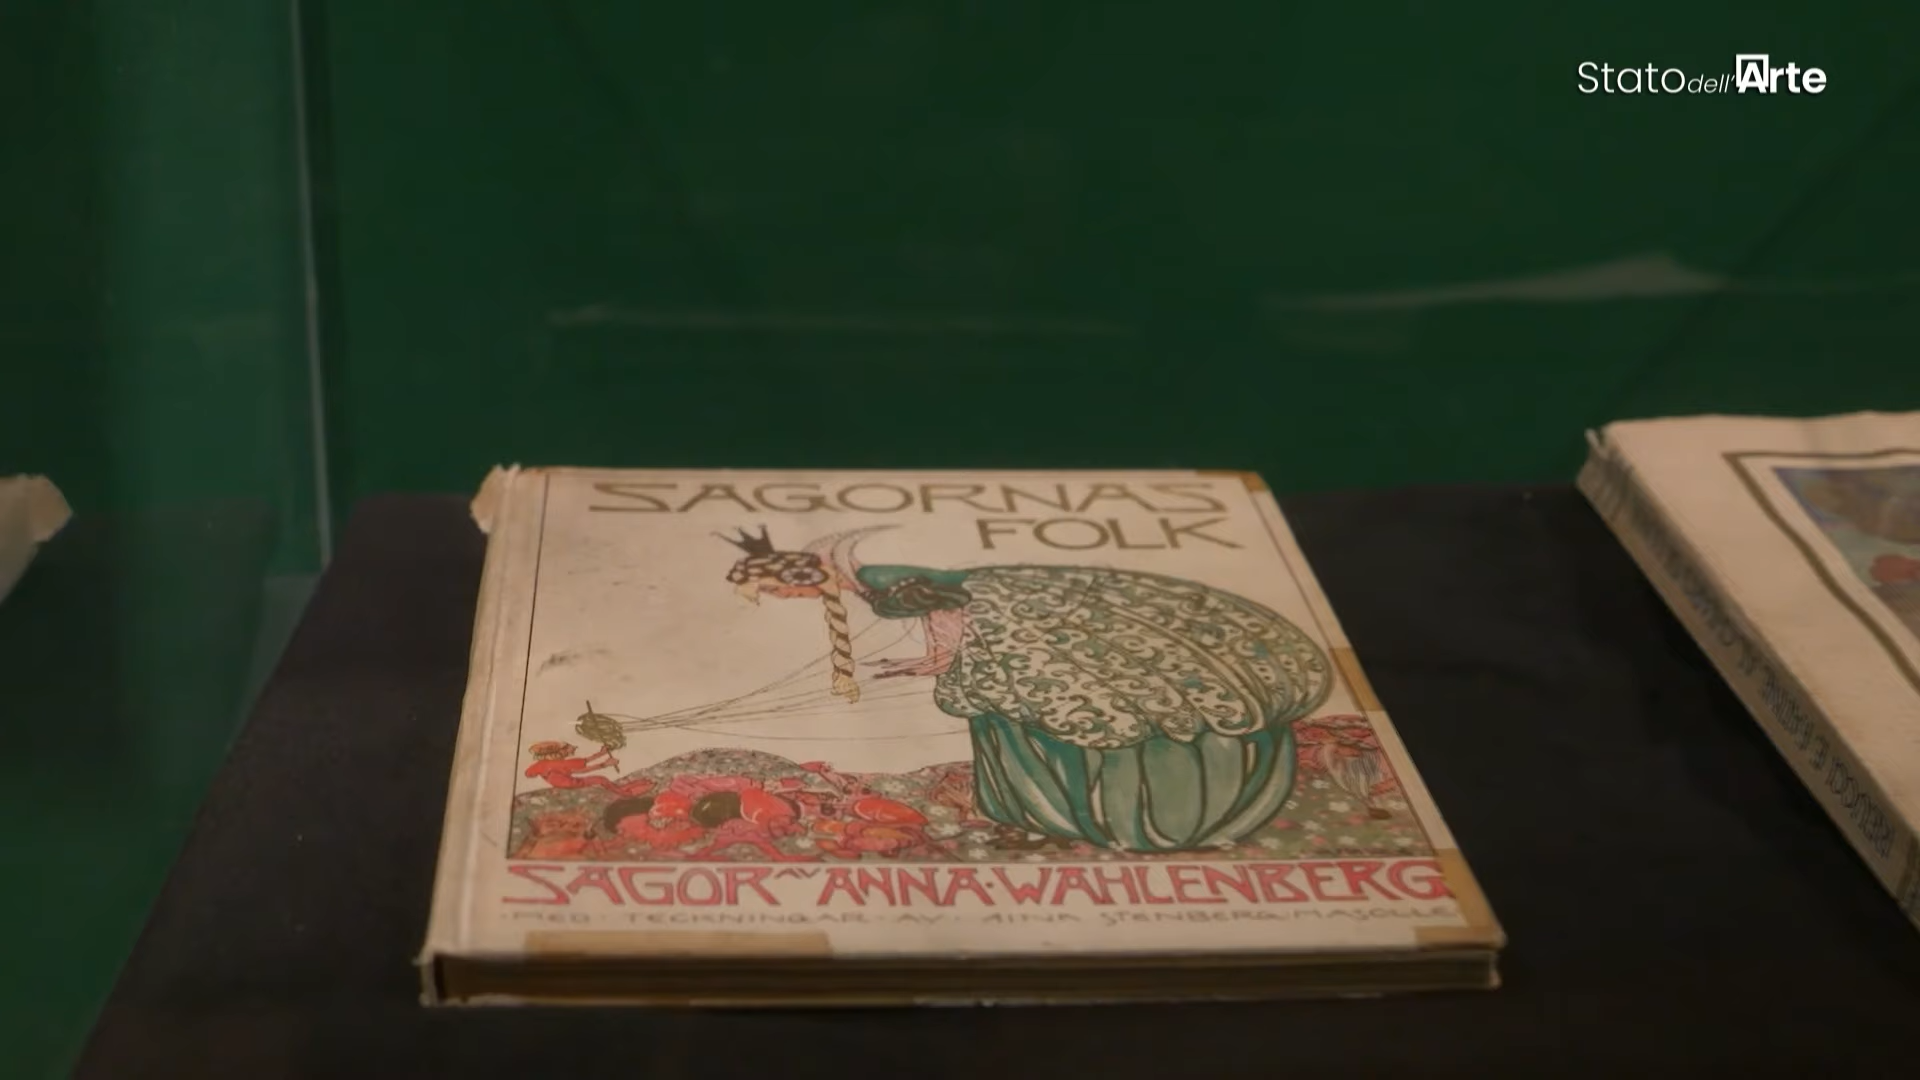 Stato dell'Arte
SAGORNAS
FOLK
SAGOR AV ANNA·WAHLENBERG
·MED·TECKNINGAR·AV·AINA STENBERG·MASOLLE